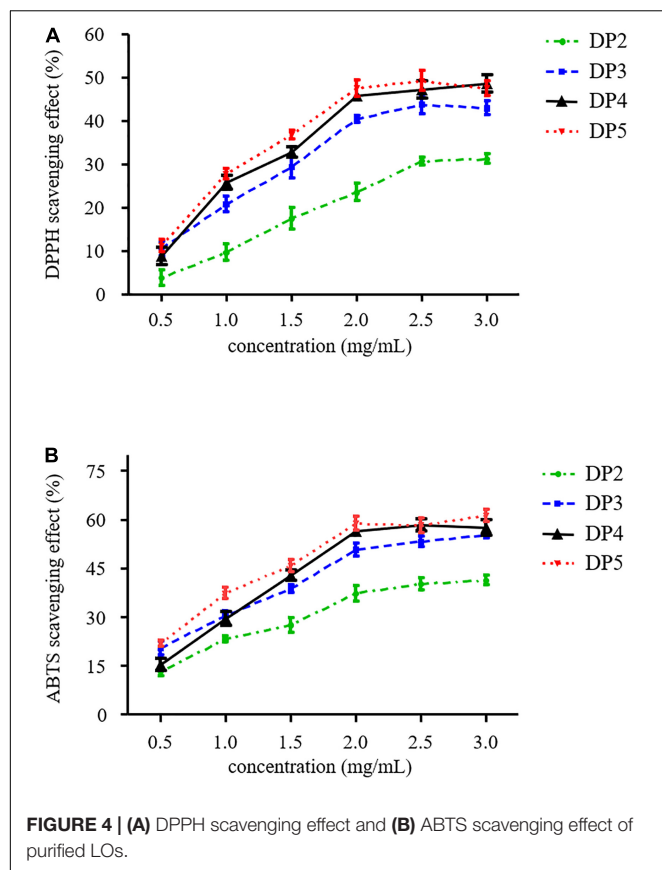 A
60
50
40
30
20
10
0
DPPH scavenging effect (%)
0.5 1.0 1.5 2.0 2.5 3.0
concentration (mg/mL)
DP2
DP3
DP4
DP5
B
75
60
45
30
15
0
ABTS scavenging effect (%)
0.5 1.0 1.5 2.0 2.5 3.0
concentration (mg/mL)
DP2
DP3
DP4
DP5
FIGURE 4 | (A) DPPH scavenging effect and (B) ABTS scavenging effect of
purified LOs.